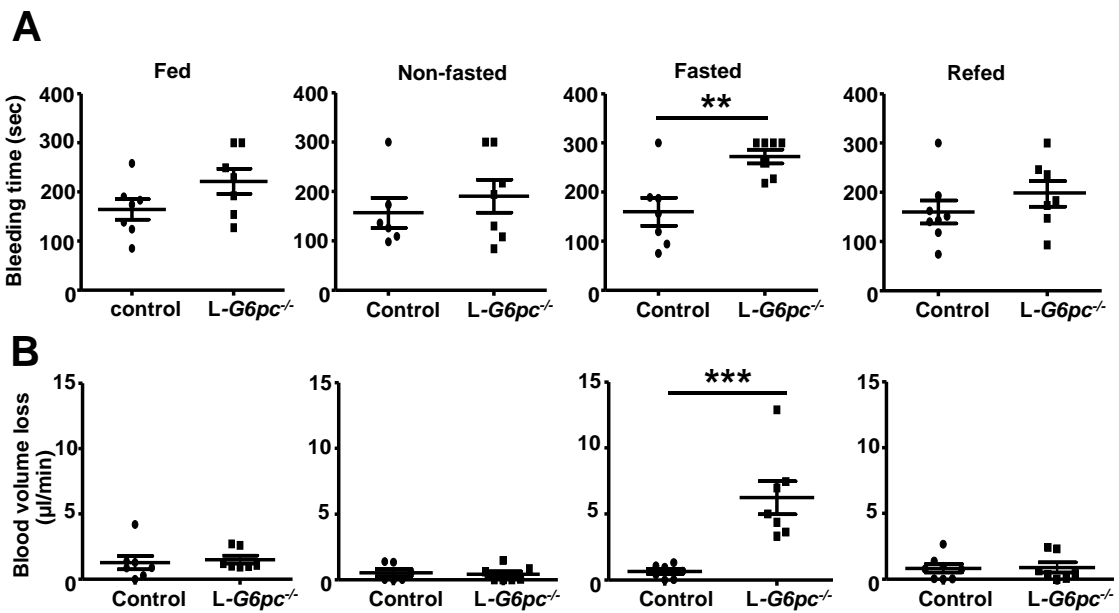 A
Fed Non-fasted Fasted Refed
**
Bleeding time (sec)
400 400 400 400
300 300 300 300
200 200 200 200
100 100 100 100
0 0 0 0
control L-G6pc-/- Control L-G6pc-/- Control L-G6pc-/- Control L-G6pc-/-
B
***
Blood volume loss
(µl/min)
15 15 15 15
10 10 10 10
5 5 5 5
0 0 0 0
Control L-G6pc-/- Control L-G6pc-/- Control L-G6pc-/- Control L-G6pc-/-